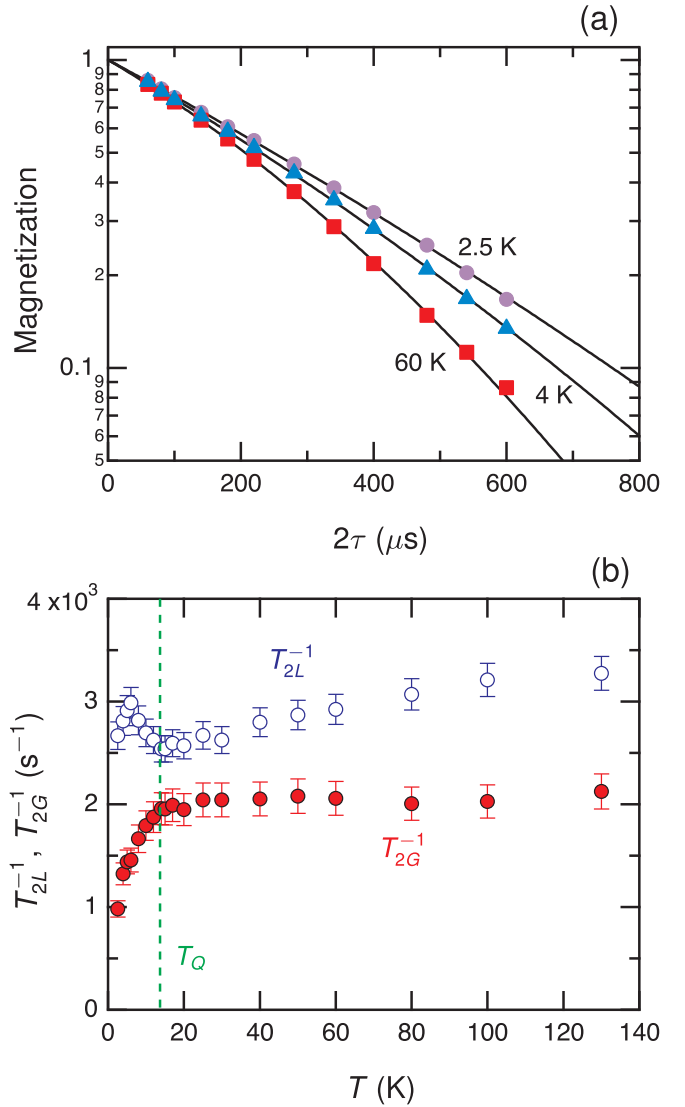 (a)
1
9
8
7
6
5
4
3
2
0.1
9
8
7
6
5
Magnetization
2.5 K
60 K
4 K
0 200 400 600 800
2τ (μs)
(b)
4 x10³
3
2
1
0
T₂L⁻¹ , T₂G⁻¹ (s⁻¹)
T₂L⁻¹
T₂G⁻¹
T_Q
0 20 40 60 80 100 120 140
T (K)